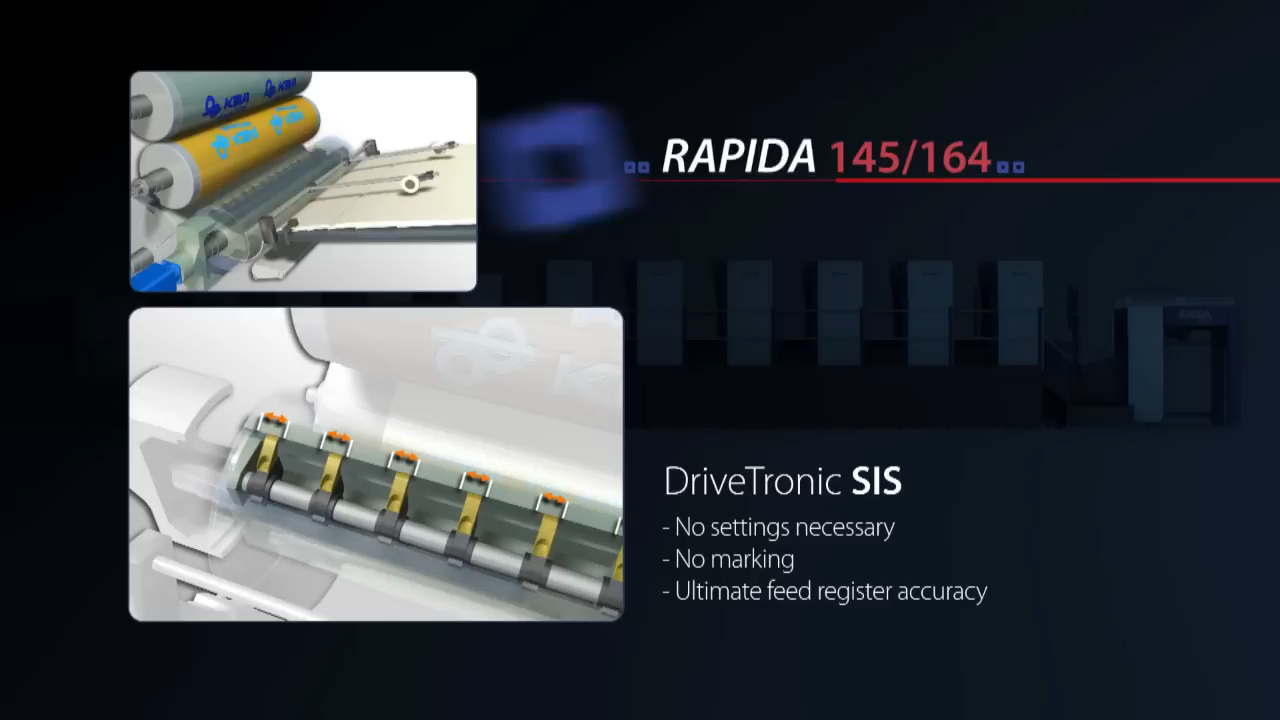 RAPIDA 145/164
DriveTronic SIS
- No settings necessary
- No marking
- Ultimate feed register accuracy